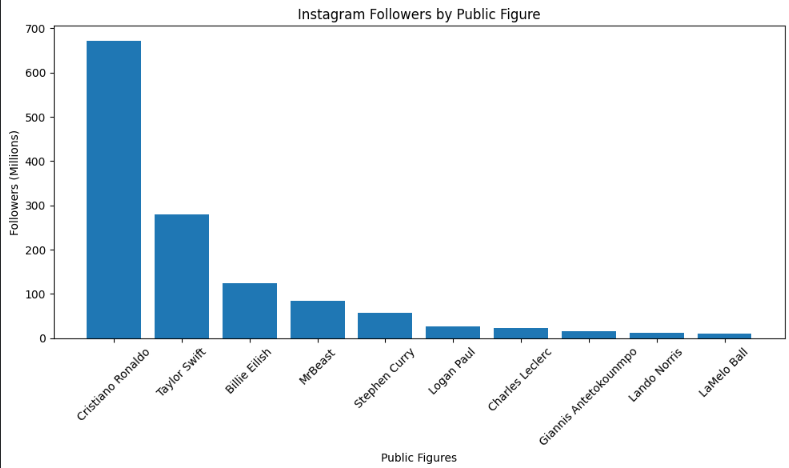 Instagram Followers by Public Figure
Followers (Millions)
700
600
500
400
300
200
100
0
Cristiano Ronaldo
Taylor Swift
Billie Eilish
MrBeast
Stephen Curry
Logan Paul
Charles Leclerc
Giannis Antetokounmpo
Lando Norris
LaMelo Ball
Public Figures